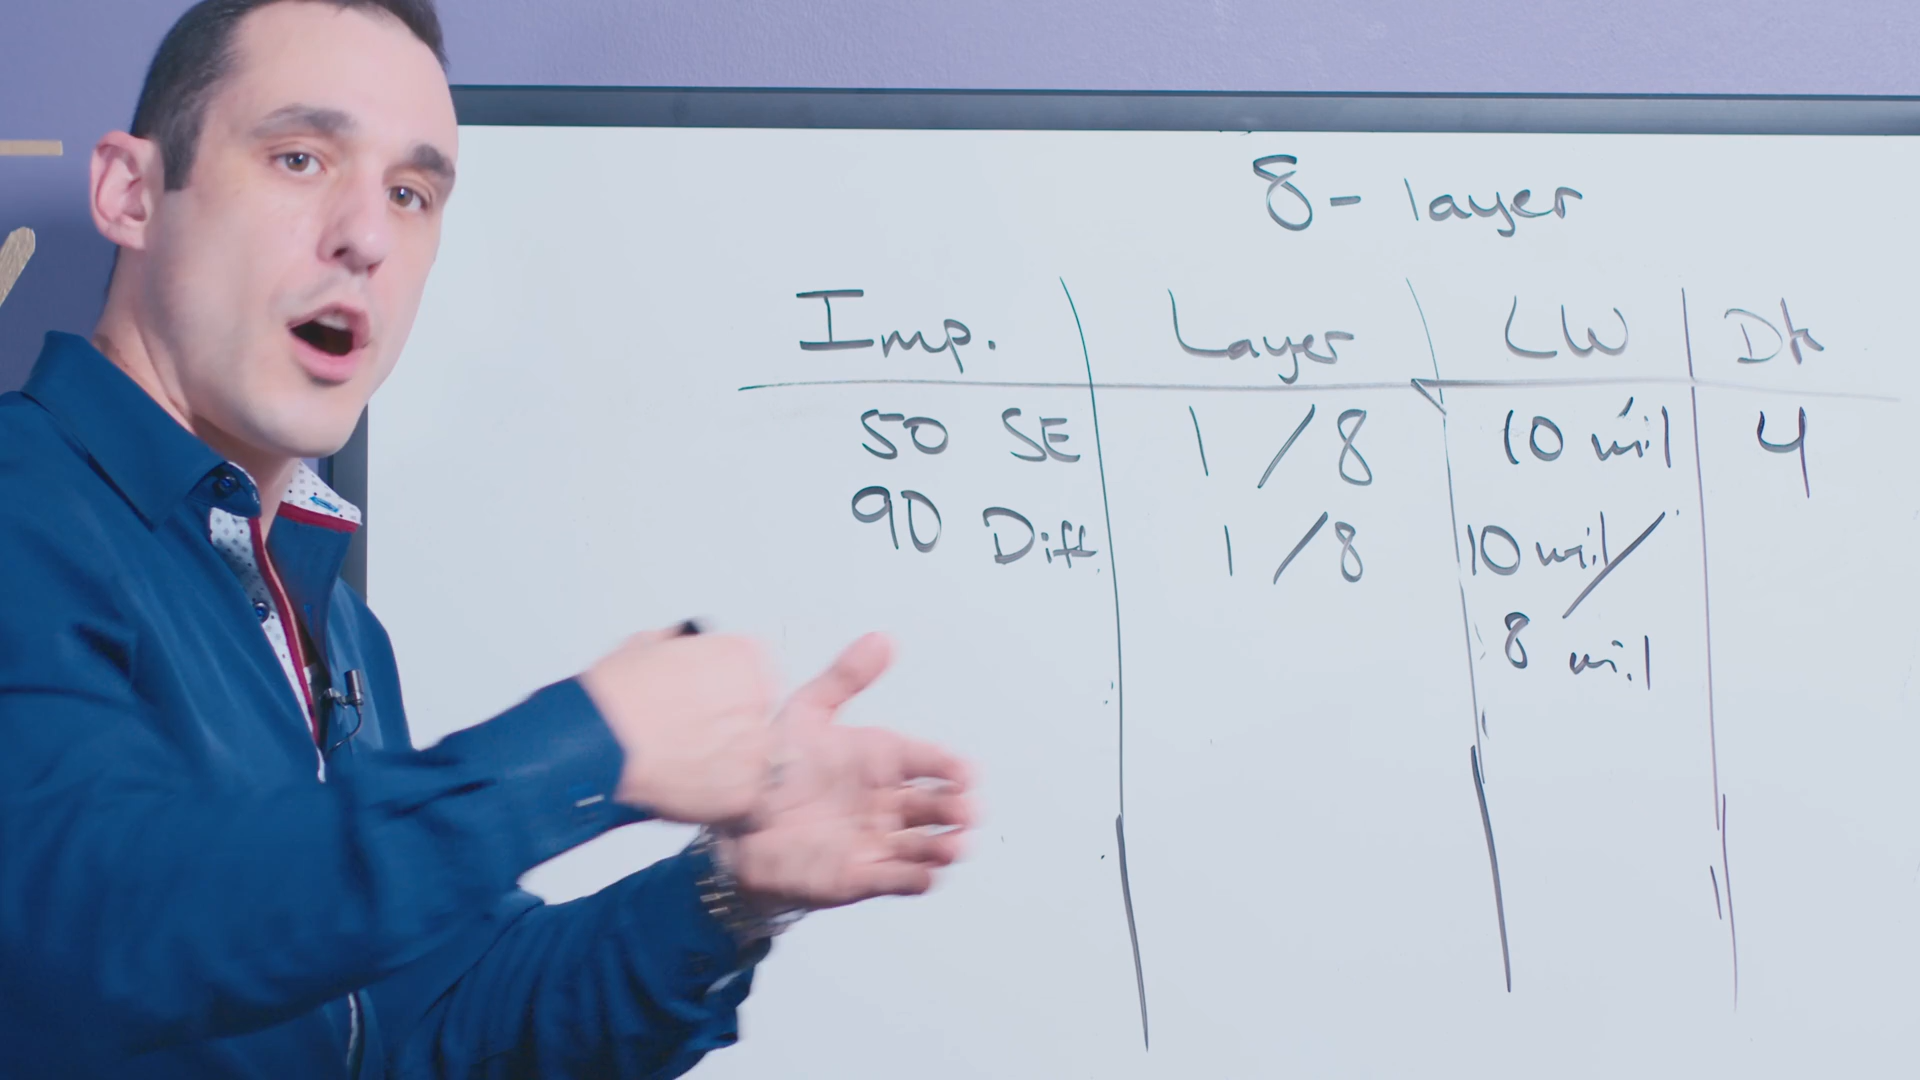 8 - layer
Imp. Layer LW Dk
50 SE 1 / 8 10 mil 4
90 Diff. 1 / 8 10 mil /
8 mil